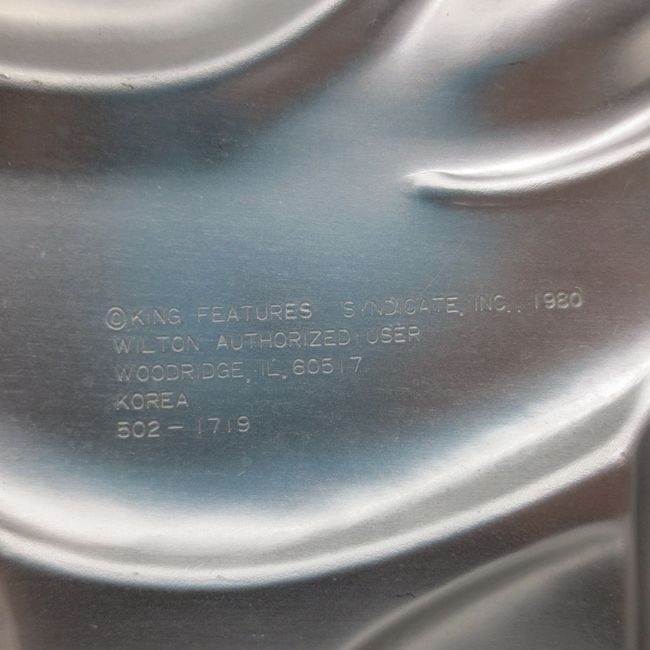 ©KING FEATURES SYNDICATE, INC., 1980
WILTON AUTHORIZED USER
WOODRIDGE, IL, 60517
KOREA
502-1719